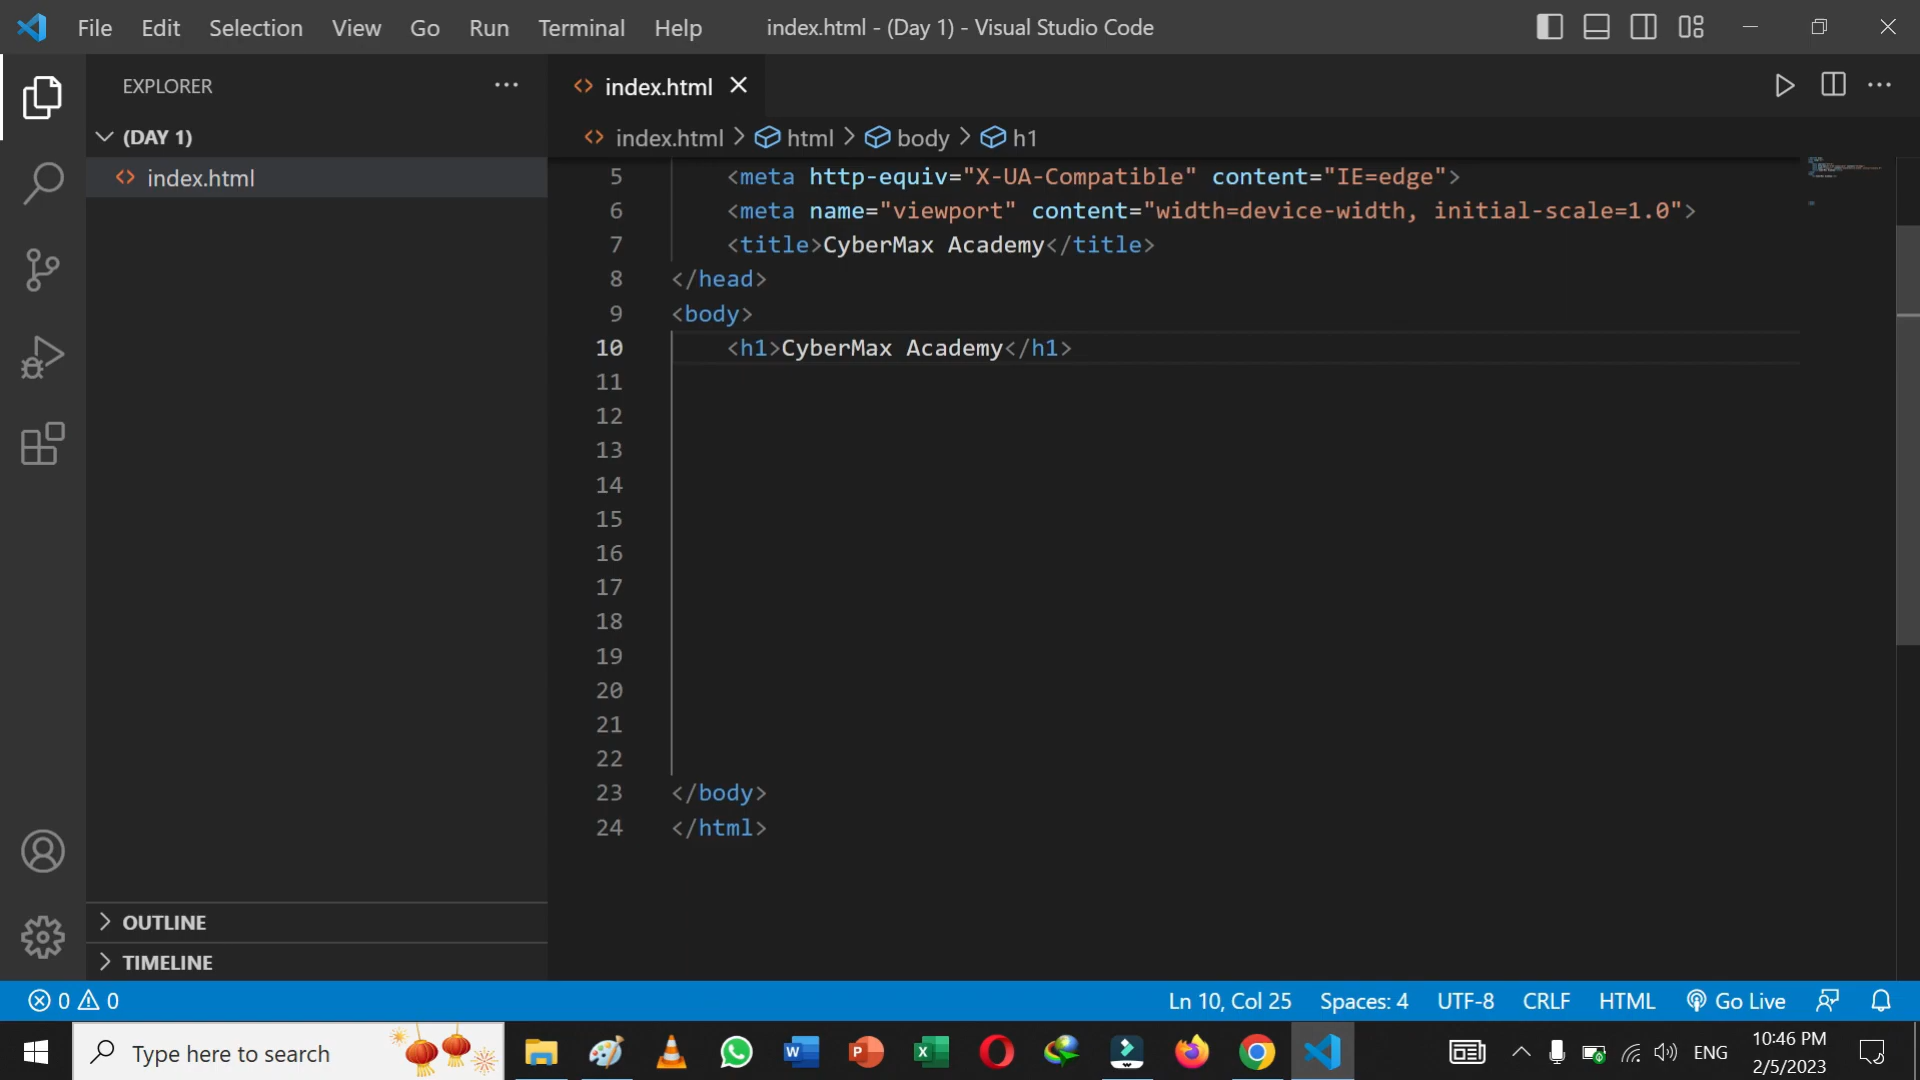 File Edit Selection View Go Run Terminal Help index.html - (Day 1) - Visual Studio Code
EXPLORER
(DAY 1)
index.html
OUTLINE
TIMELINE
index.html
index.html > html > body > h1
5 <meta http-equiv="X-UA-Compatible" content="IE=edge">
6 <meta name="viewport" content="width=device-width, initial-scale=1.0">
7 <title>CyberMax Academy</title>
8 </head>
9 <body>
10 <h1>CyberMax Academy</h1>
11
12
13
14
15
16
17
18
19
20
21
22
23 </body>
24 </html>
0 0 Ln 10, Col 25 Spaces: 4 UTF-8 CRLF HTML Go Live
Type here to search ENG 10:46 PM
2/5/2023